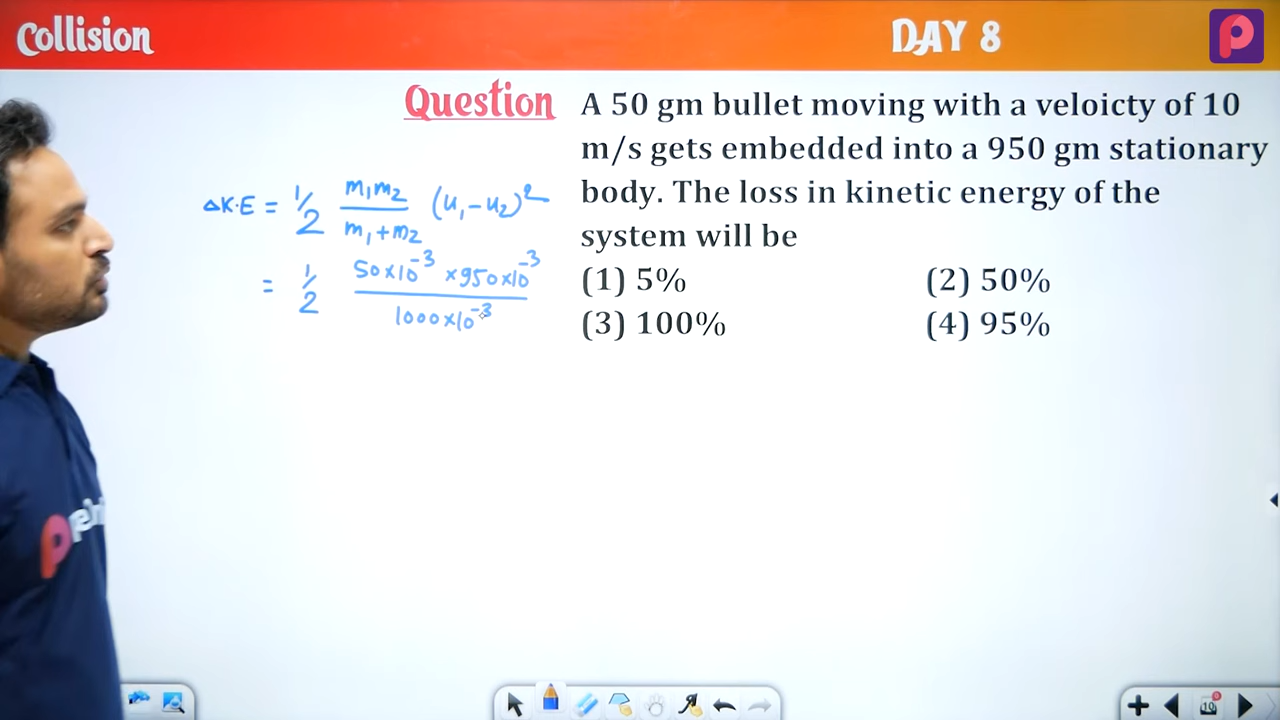 Collision
DAY 8
Question
A 50 gm bullet moving with a veloicty of 10
m/s gets embedded into a 950 gm stationary
body. The loss in kinetic energy of the
system will be
(1) 5%
(2) 50%
(3) 100%
(4) 95%
ΔK·E = 1/2 m₁m₂/m₁+m₂ (u₁-u₂)²
= 1/2 50×10⁻³ ×950×10⁻³/1000×10⁻³
10